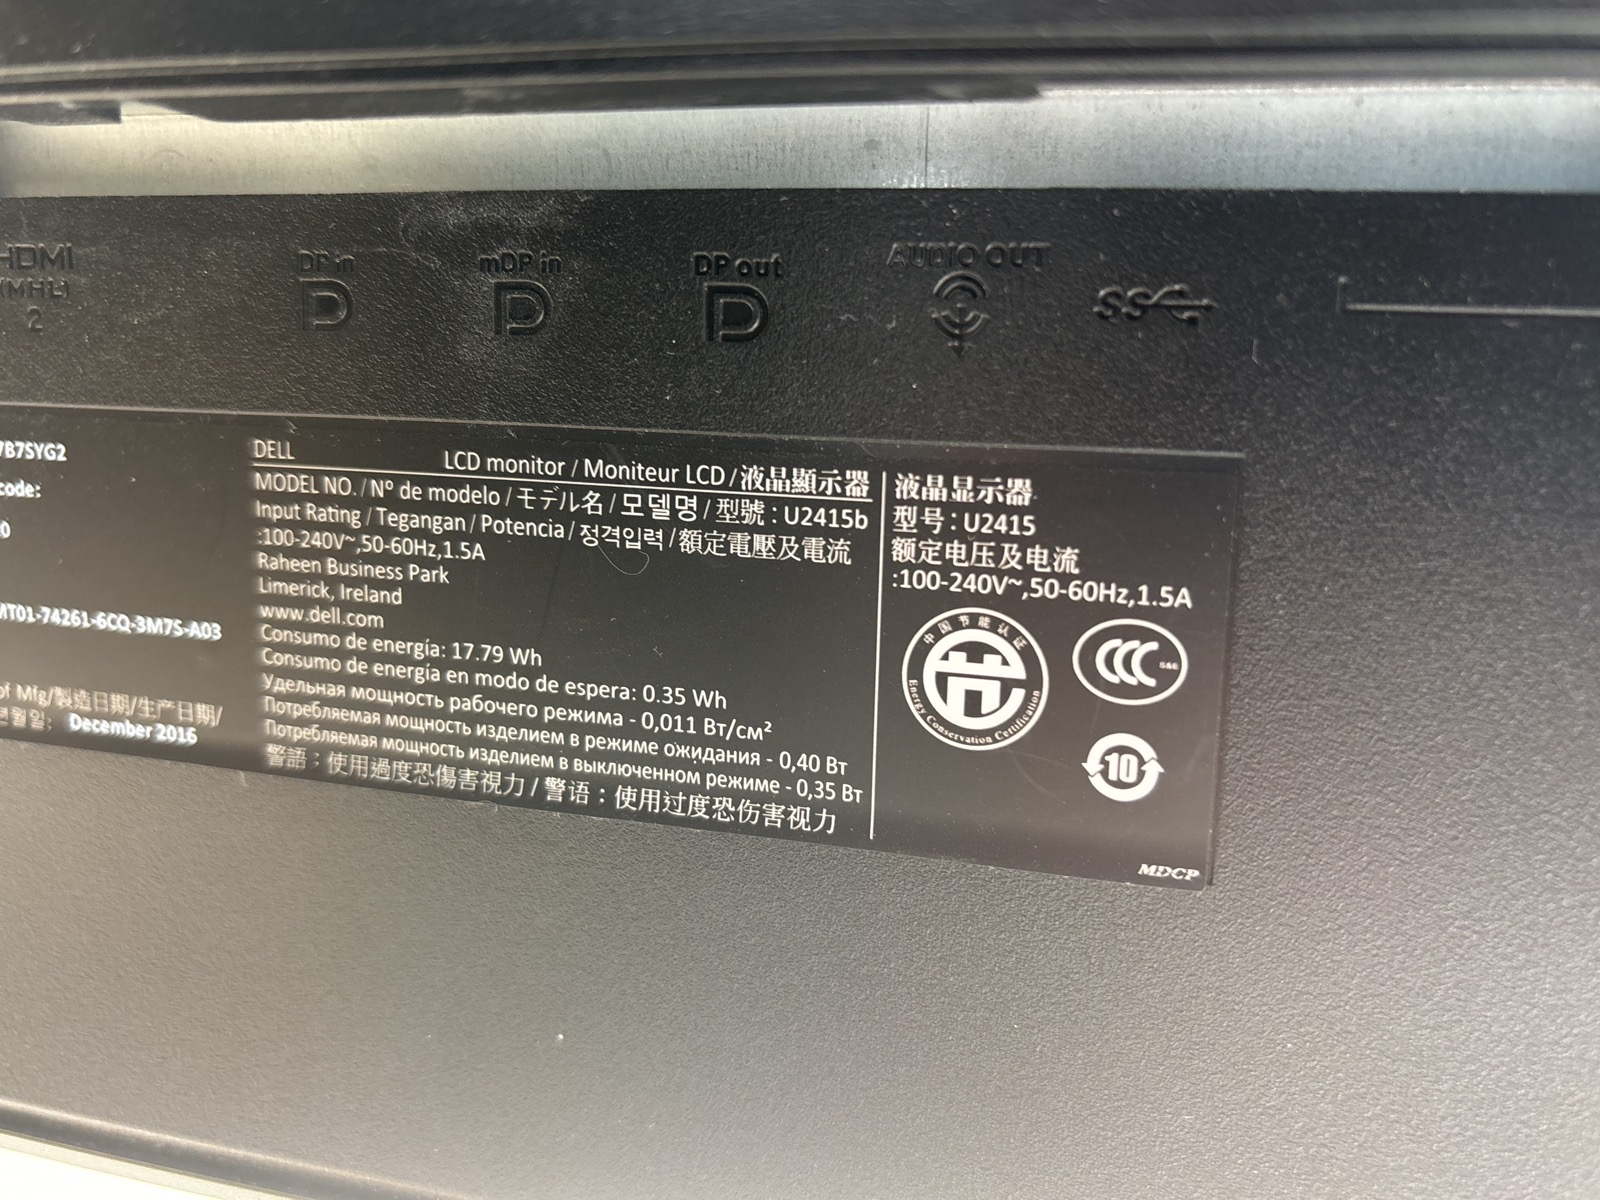 HDMI
(MHL)
2
DP in
mDP in
DP out
AUDIO OUT
SS
7B7SYG2
code:
MT01-74261-6CQ-3M7S-A03
of Mfg/製造日期/生产日期/
년월일: December 2016
DELL
LCD monitor / Moniteur LCD / 液晶顯示器
MODEL NO. / Nº de modelo / モデル名 / 모델명 / 型號 : U2415b
Input Rating / Tegangan / Potencia / 정격입력 / 額定電壓及電流
:100-240V~,50-60Hz,1.5A
Raheen Business Park
Limerick, Ireland
www.dell.com
Consumo de energía: 17.79 Wh
Consumo de energía en modo de espera: 0.35 Wh
Удельная мощность рабочего режима - 0,011 Вт/см²
Потребляемая мощность изделием в режиме ожидания - 0,40 Вт
Потребляемая мощность изделием в выключенном режиме - 0,35 Вт
警語：使用過度恐傷害視力 / 警语：使用过度恐伤害视力
液晶显示器
型号 : U2415
额定电压及电流
:100-240V~,50-60Hz,1.5A
中国节能认证
Energy Conservation Certification
CCC
S&E
10
MDCP